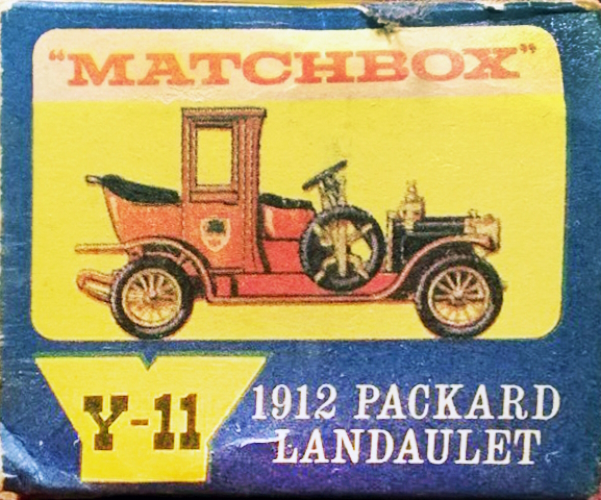 "MATCHBOX"
Y-11
1912 PACKARD
LANDAULET